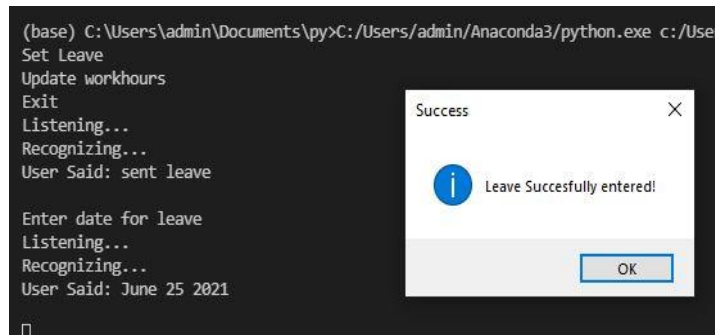 (base) C:\Users\admin\Documents\py>C:/Users/admin/Anaconda3/python.exe c:/Use
Set Leave
Update workhours
Exit
Listening...
Recognizing...
User Said: sent leave
Enter date for leave
Listening...
Recognizing...
User Said: June 25 2021
Success
Leave Succesfully entered!
OK